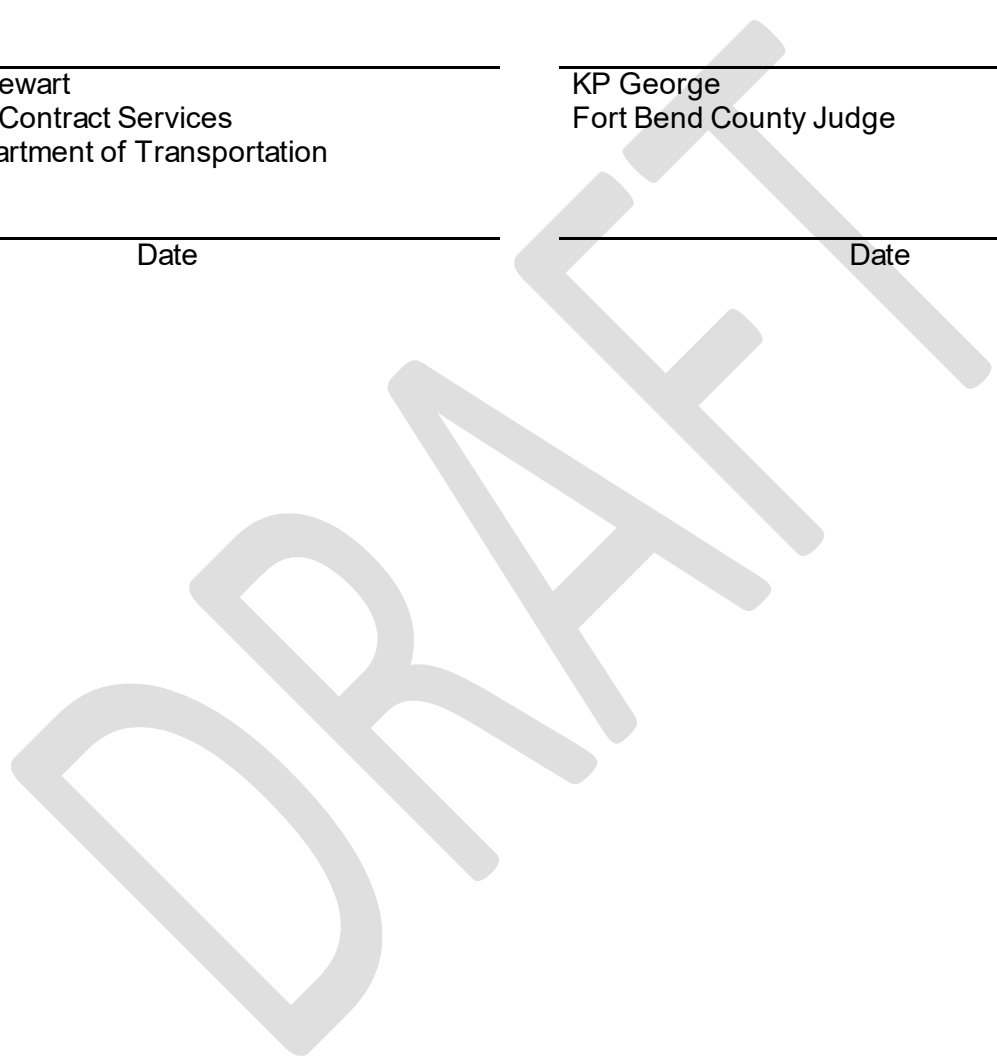 ewart
Contract Services
artment of Transportation
Date
KP George
Fort Bend County Judge
Date
DRAFT